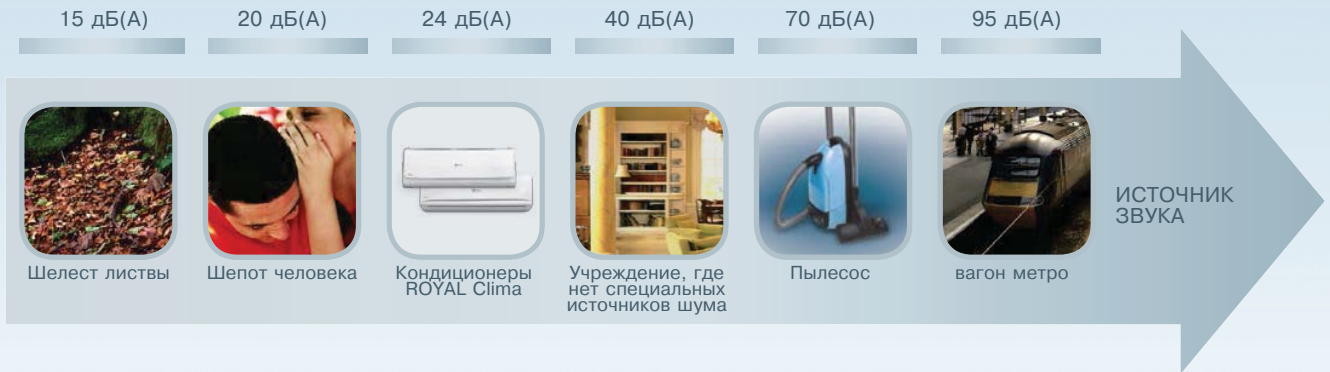 15 дБ(А)
20 дБ(А)
24 дБ(А)
40 дБ(А)
70 дБ(А)
95 дБ(А)
Шелест листвы
Шепот человека
Кондиционеры
ROYAL Clima
Учреждение, где
нет специальных
источников шума
Пылесос
вагон метро
ИСТОЧНИК
ЗВУКА